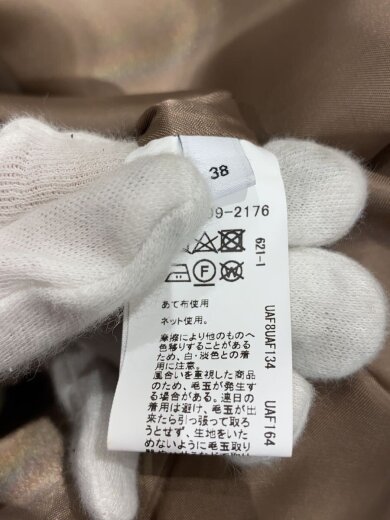 38
09-2176
F
W
621-1
あて布使用
ネット使用。
摩擦により他のものへ
色移りすることがある
ため、白・淡色との着
用に注意。
風合いを重視した商品
のため、毛玉が発生す
る場合がある。連日の
着用は避け、毛玉が出
来たら引っ張って取ろ
うとせず、生地をいた
めないように毛玉取り
UAF8UAF134
UAF164